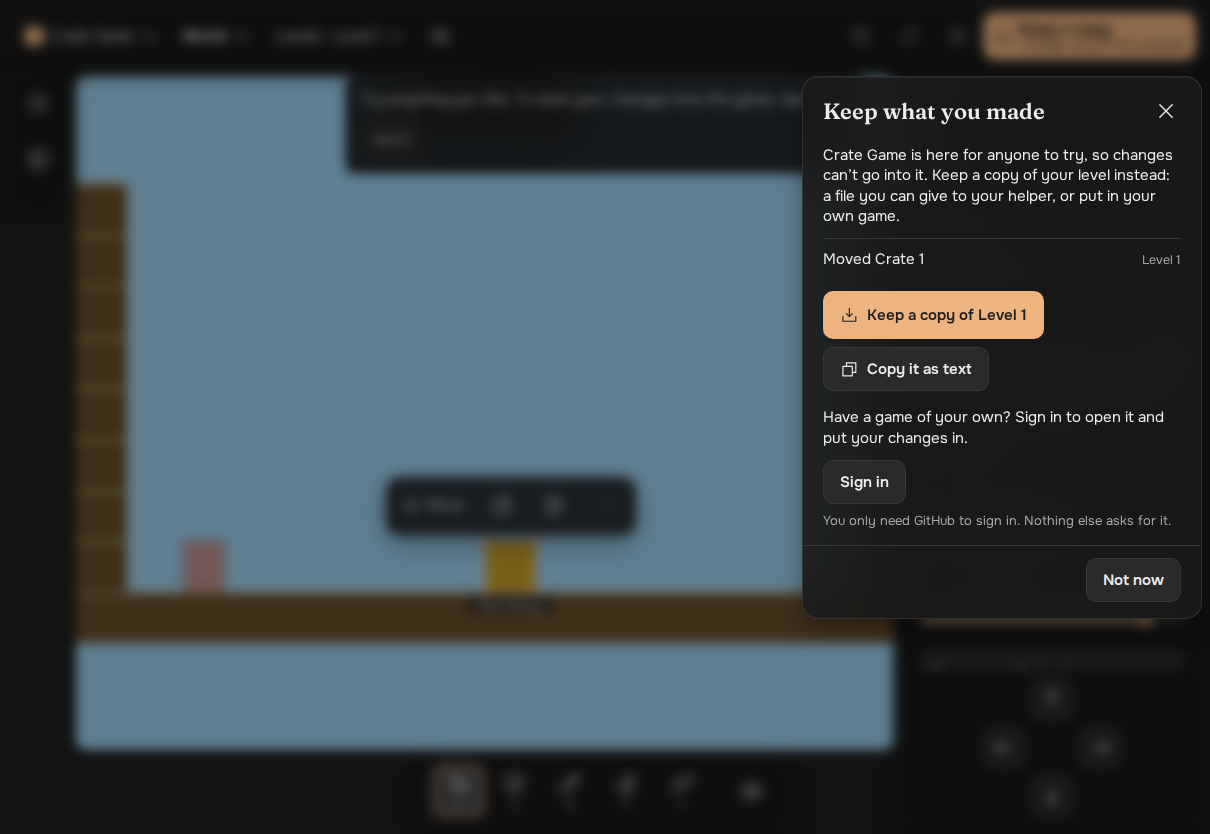 Keep what you made
Crate Game is here for anyone to try, so changes
can’t go into it. Keep a copy of your level instead:
a file you can give to your helper, or put in your
own game.
Moved Crate 1
Level 1
Keep a copy of Level 1
Copy it as text
Have a game of your own? Sign in to open it and
put your changes in.
Sign in
You only need GitHub to sign in. Nothing else asks for it.
Not now